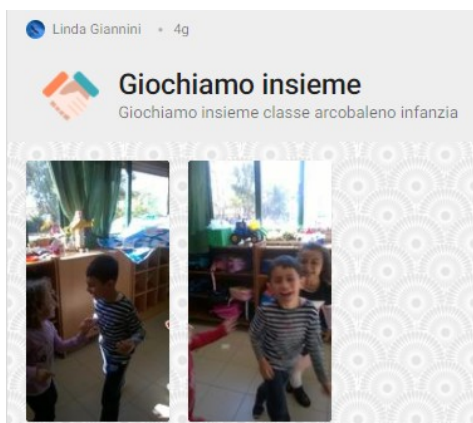 Linda Giannini • 4g
Giochiamo insieme
Giochiamo insieme classe arcobaleno infanzia